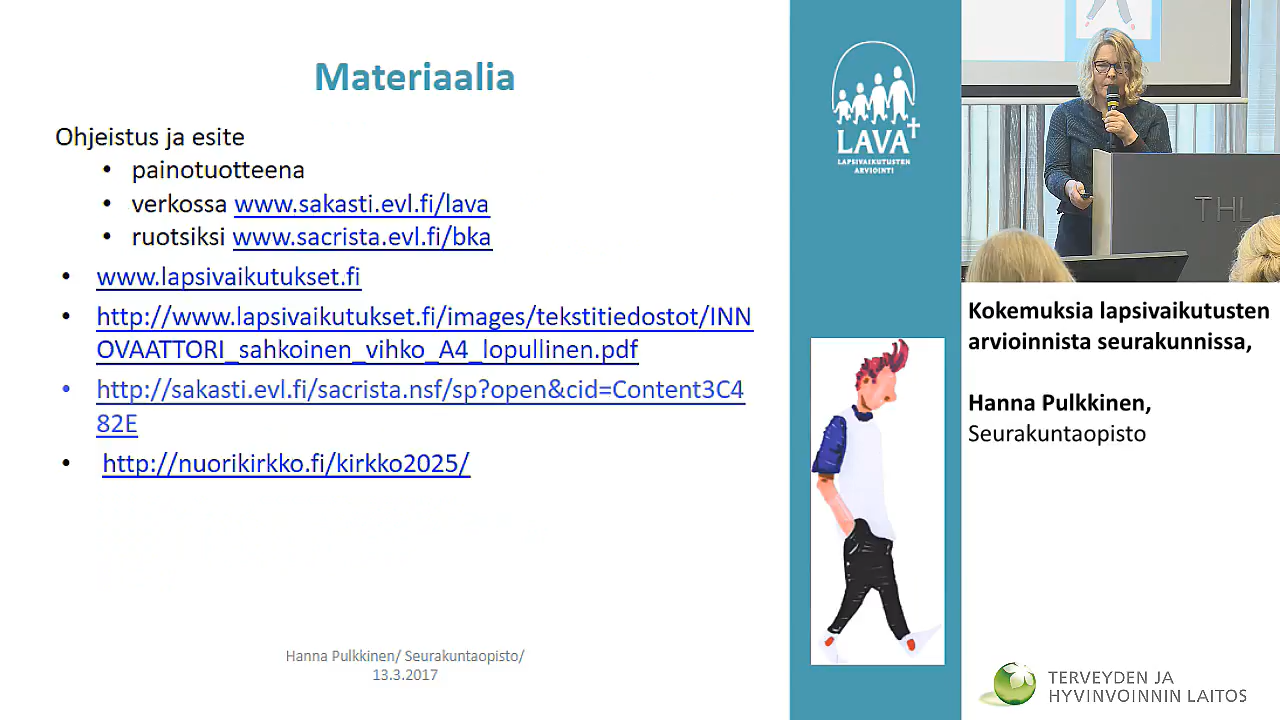 Materiaalia
Ohjeistus ja esite
• painotuotteena
• verkossa www.sakasti.evl.fi/lava
• ruotsiksi www.sacrista.evl.fi/bka
• www.lapsivaikutukset.fi
• http://www.lapsivaikutukset.fi/images/tekstitiedostot/INN
OVAATTORI_sahkoinen_vihko_A4_lopullinen.pdf
• http://sakasti.evl.fi/sacrista.nsf/sp?open&cid=Content3C4
82E
• http://nuorikirkko.fi/kirkko2025/
Hanna Pulkkinen/ Seurakuntaopisto/
13.3.2017
LAVA
LAPSIVAIKUTUSTEN
ARVIOINTI
THL
Kokemuksia lapsivaikutusten
arvioinnista seurakunnissa,
Hanna Pulkkinen,
Seurakuntaopisto
TERVEYDEN JA
HYVINVOINNIN LAITOS